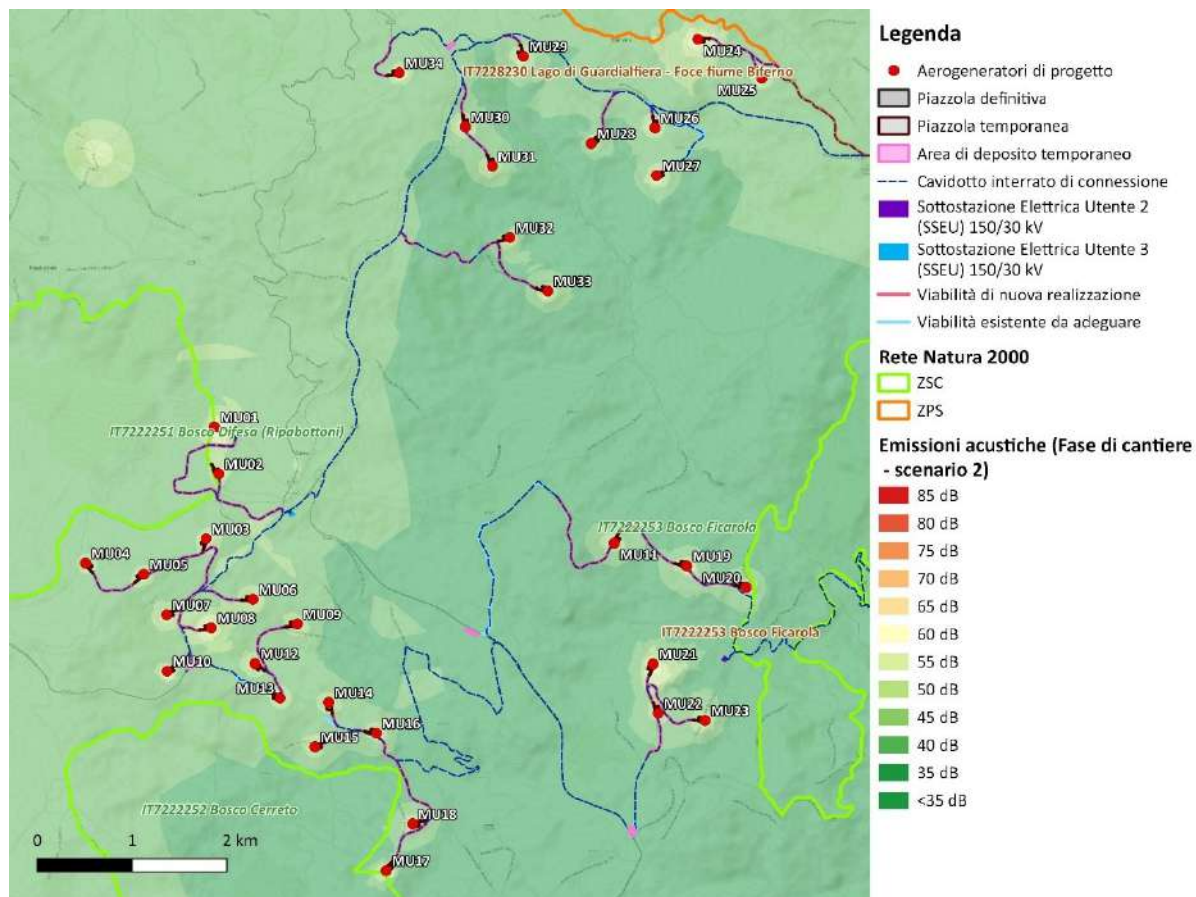 MU24
MU29
MU34
IT7228230 Lago di Guardialfiera - Foce fiume Biferno
MU25
MU30
MU26
MU28
MU31
MU27
MU32
MU33
MU01
IT7222251 Bosco Difesa (Ripabottoni)
MU02
IT7222253 Bosco Ficarola
MU03
MU11
MU04
MU19
MU05
MU20
MU06
MU07
MU09
MU08
IT7222253 Bosco Ficarola
MU12
MU21
MU10
MU13
MU14
MU22
MU23
MU16
MU15
IT7222252 Bosco Cerreto
MU18
0 1 2 km
MU17
Legenda
Aerogeneratori di progetto
Piazzola definitiva
Piazzola temporanea
Area di deposito temporaneo
Cavidotto interrato di connessione
Sottostazione Elettrica Utente 2
(SSEU) 150/30 kV
Sottostazione Elettrica Utente 3
(SSEU) 150/30 kV
Viabilità di nuova realizzazione
Viabilità esistente da adeguare
Rete Natura 2000
ZSC
ZPS
Emissioni acustiche (Fase di cantiere
- scenario 2)
85 dB
80 dB
75 dB
70 dB
65 dB
60 dB
55 dB
50 dB
45 dB
40 dB
35 dB
<35 dB